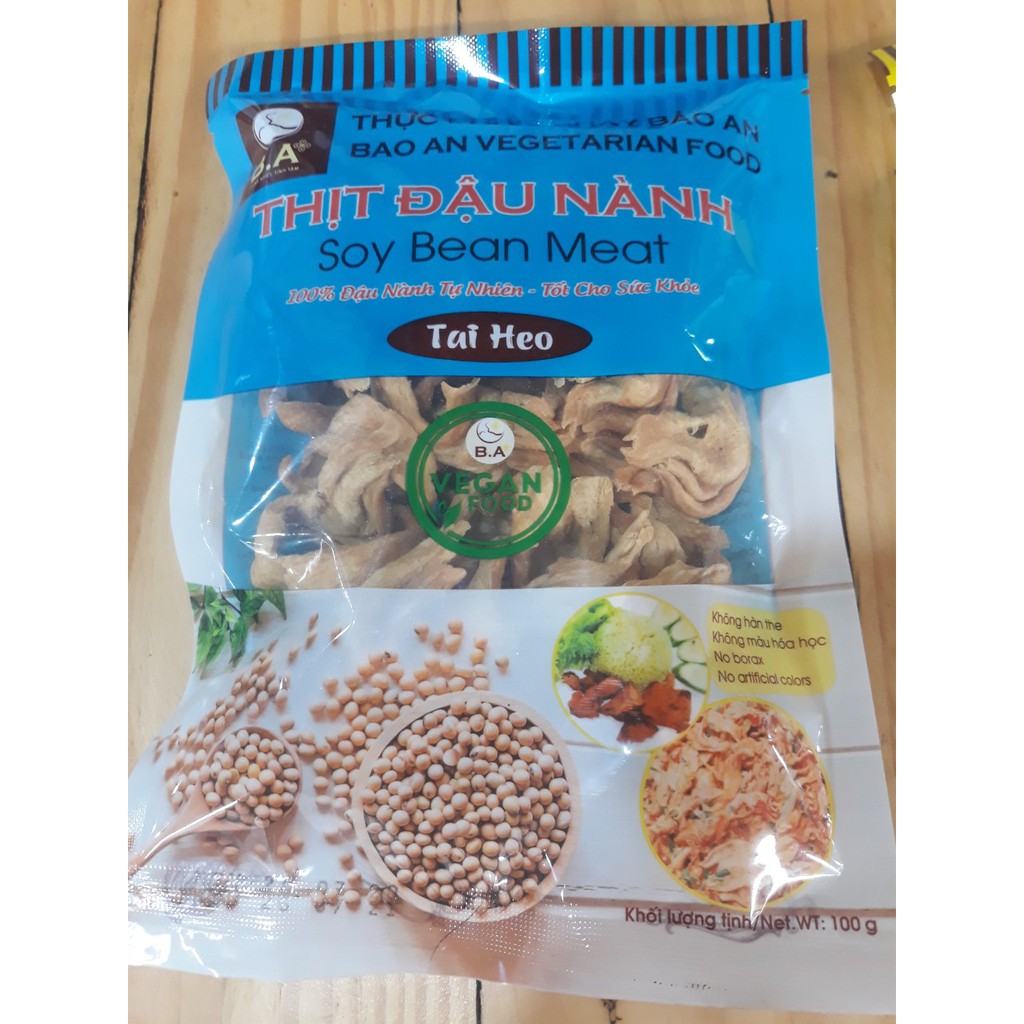 THỰC BẢO AN
BAO AN VEGETARIAN FOOD
B.A
THỊT ĐẬU NÀNH
Soy Bean Meat
100% Đậu Nành Tự Nhiên - Tốt Cho Sức Khỏe
Tai Heo
B.A
VEGAN
FOOD
Không hàn the
Không màu hóa học
No borax
No artificial colors
Khối lượng tịnh/Net.WT: 100 g